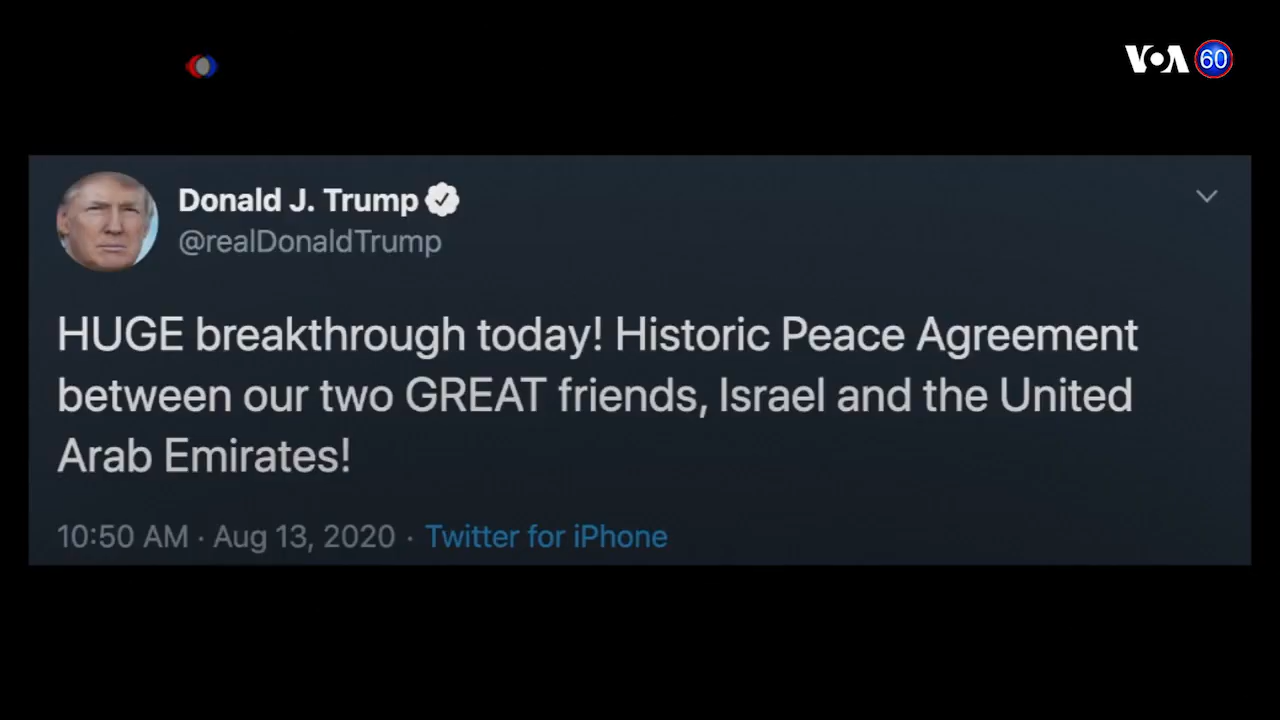 VOA 60
Donald J. Trump
@realDonaldTrump
HUGE breakthrough today! Historic Peace Agreement
between our two GREAT friends, Israel and the United
Arab Emirates!
10:50 AM · Aug 13, 2020 · Twitter for iPhone